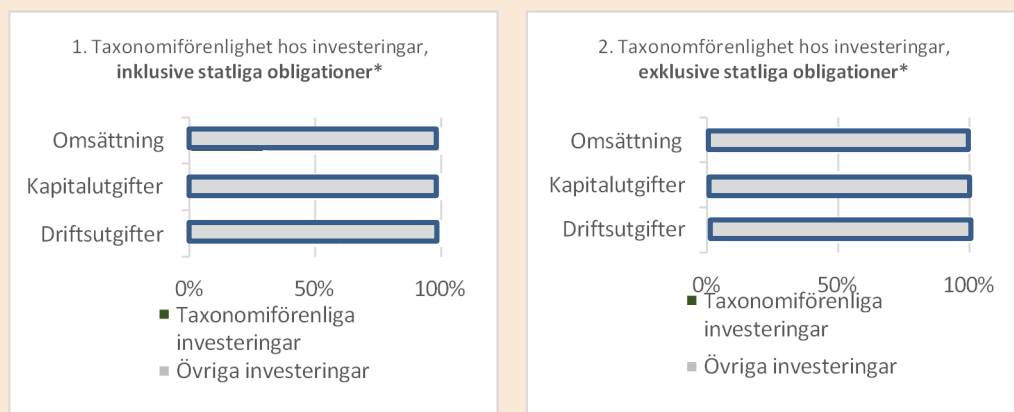 1. Taxonomiförenlighet hos investeringar,
inklusive statliga obligationer*
Omsättning
Kapitalutgifter
Driftsutgifter
0% 50% 100%
Taxonomiförenliga
investeringar
Övriga investeringar
2. Taxonomförenlighet hos investeringar,
exklusive statliga obligationer*
Omsättning
Kapitalutgifter
Driftsutgifter
0% 50% 100%
Taxonomiförenliga
investeringar
Övriga investeringar